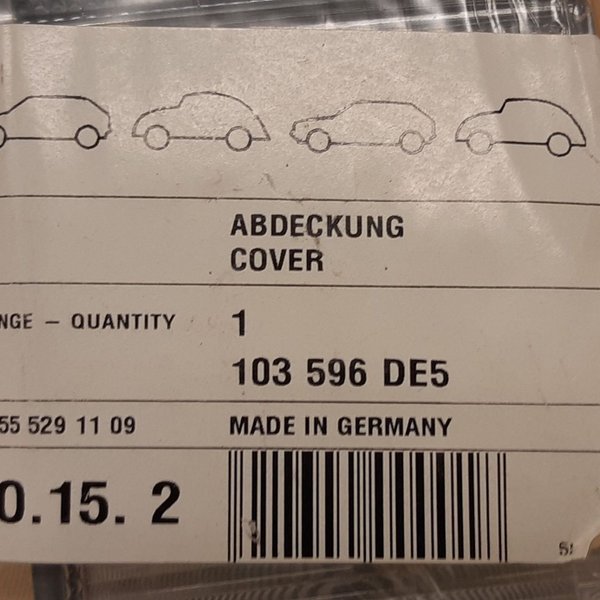 ABDECKUNG
COVER
NGE – QUANTITY 1
103 596 DE5
55 529 11 09 MADE IN GERMANY
0.15. 2